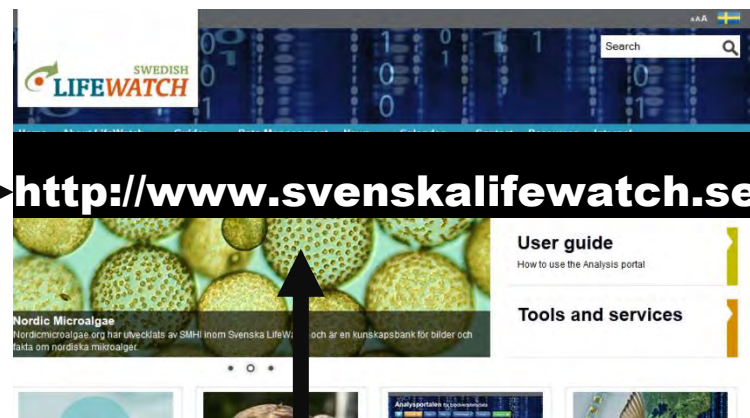 AAA
Search
SWEDISH
LIFEWATCH
http://www.svenskalifewatch.se
User guide
How to use the Analysis portal
Tools and services
Nordic Microalgae
Nordicmicroalgae.org har utvecklats av SMHI inom Svenska och är en kunskapsbank för bilder och
fakta om nordiska mikroalger.
Analysportalen for biodiversitetsdata